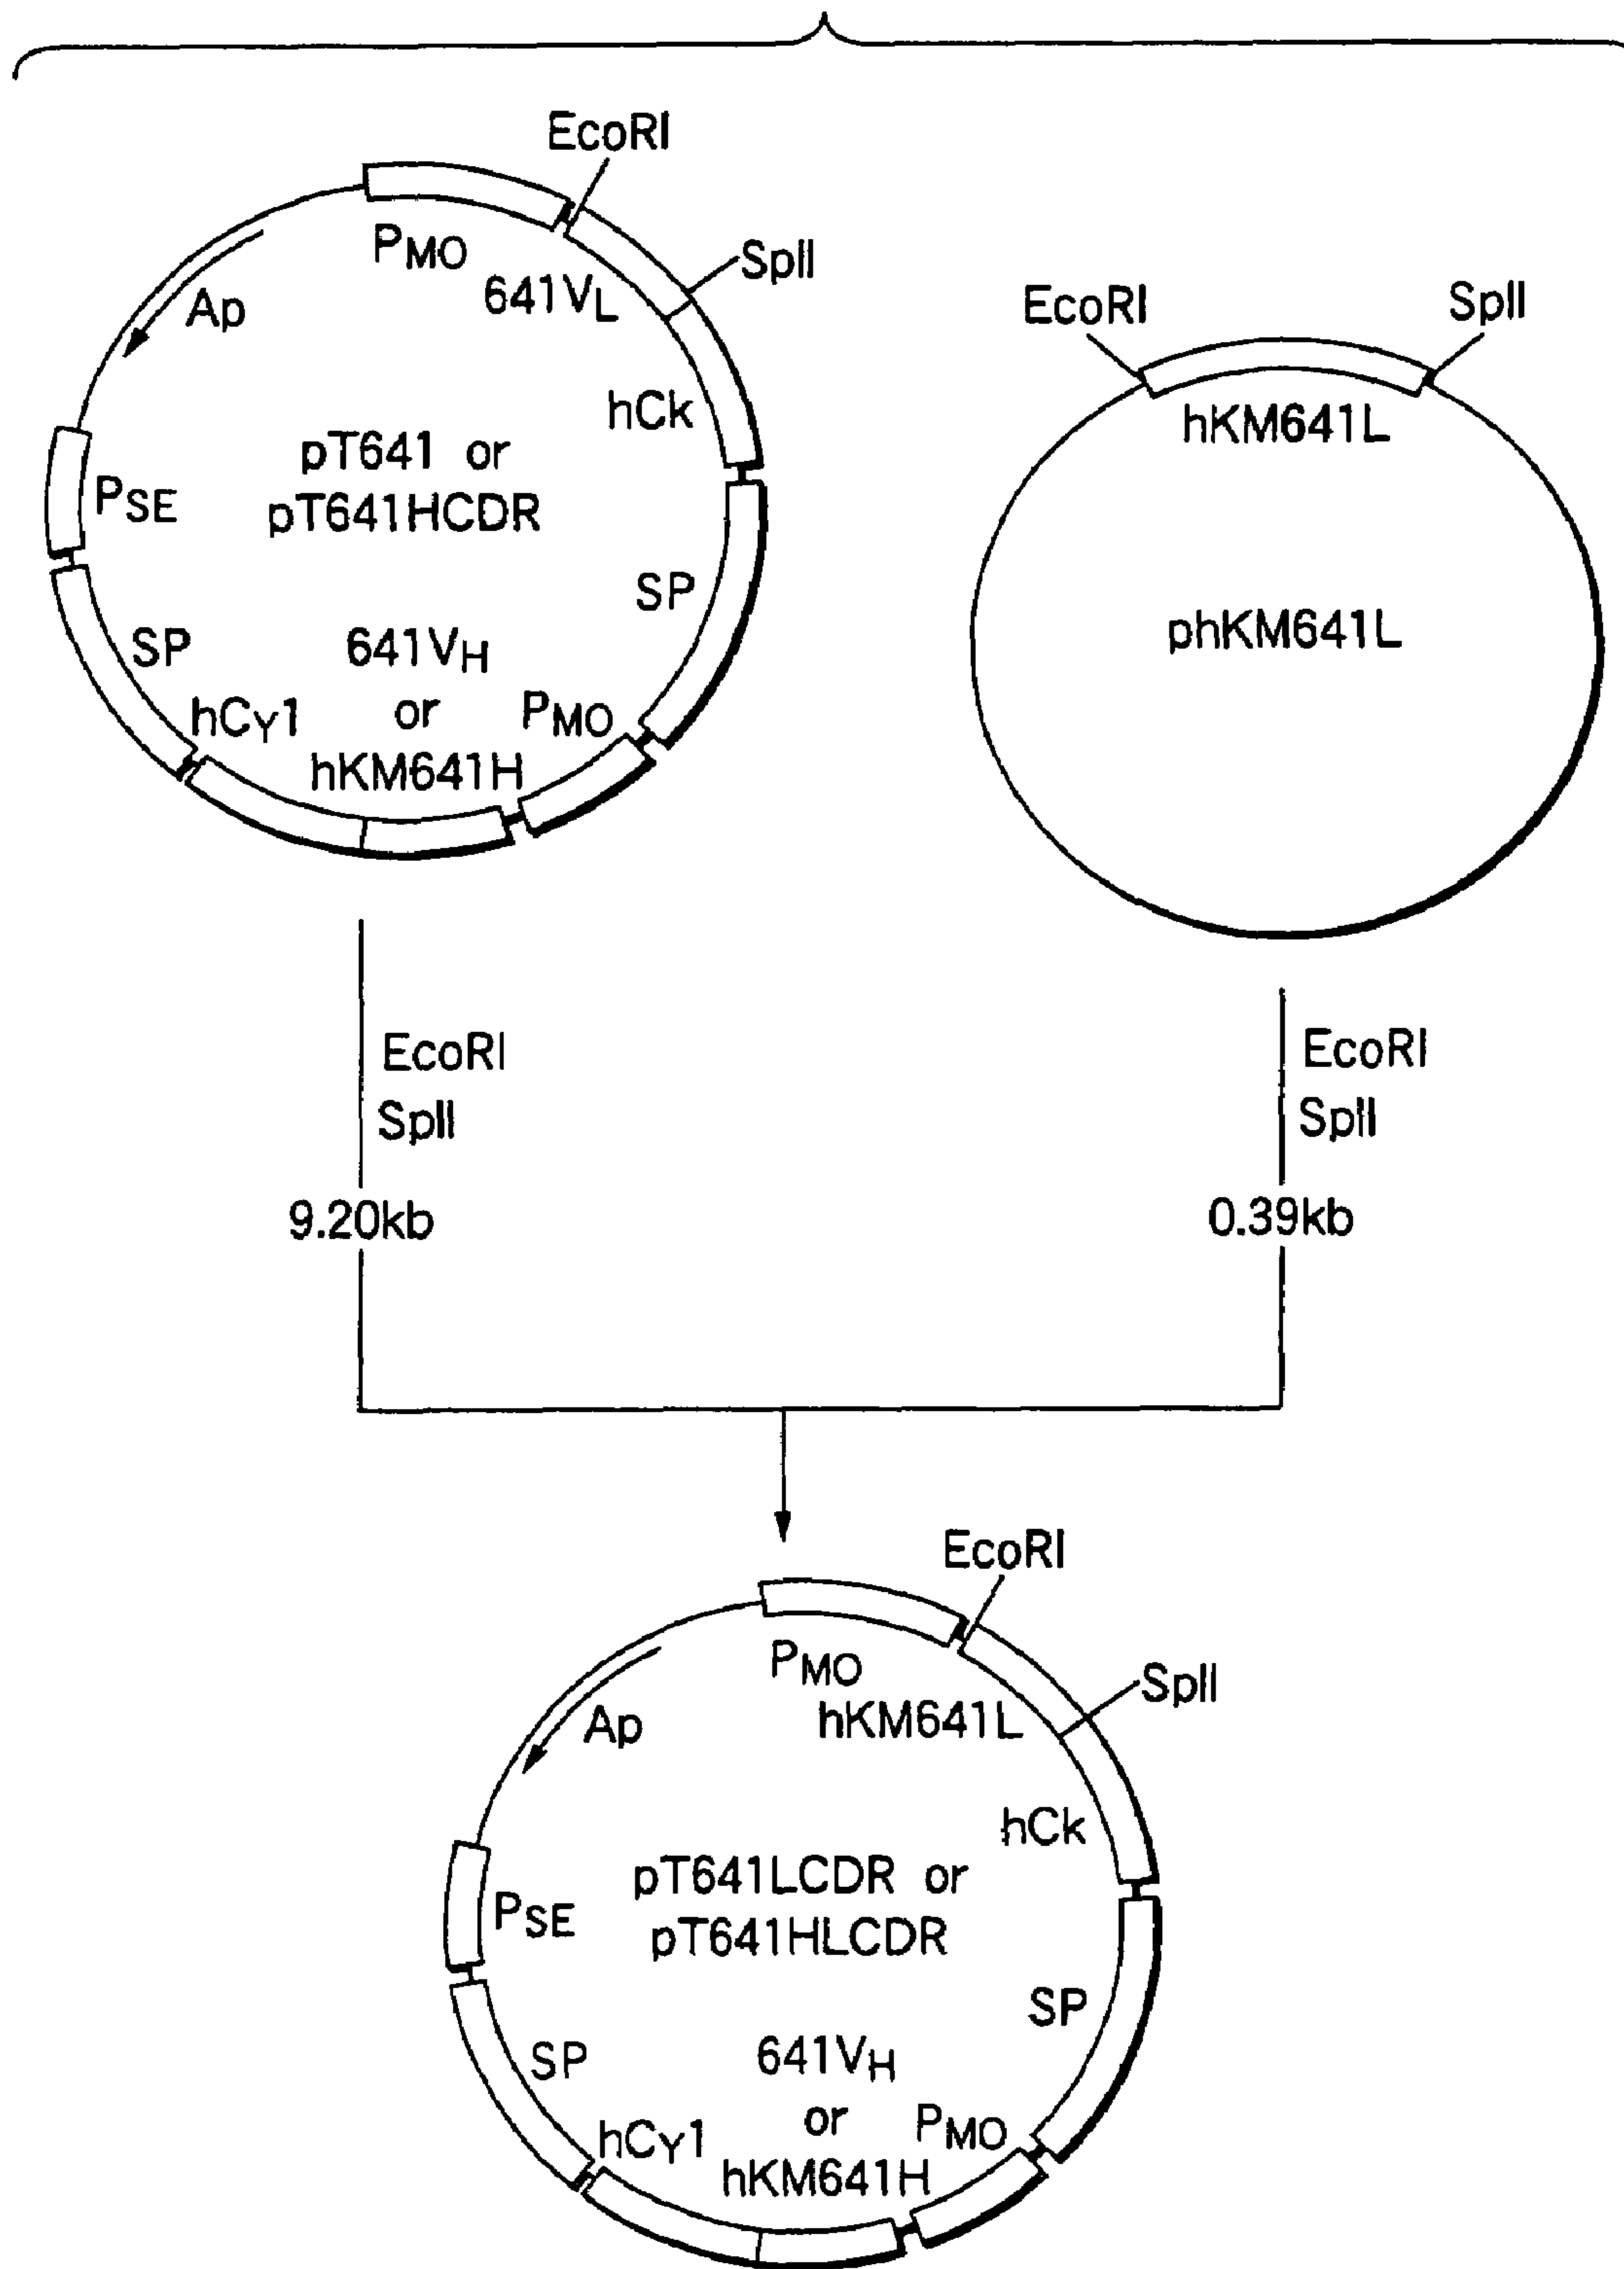 EcoRI
PMO
SplI
641VL
Ap
hCk
pT641 or
pT641HCDR
PSE
SP
SP
641VH
or
hKM641H
hCγ1
PMO
EcoRI
SplI
hKM641L
phKM641L
EcoRI
SplI
9.20kb
EcoRI
SplI
0.39kb
EcoRI
PMO
SplI
hKM641L
Ap
hCk
pT641LCDR or
pT641HLCDR
PSE
SP
SP
641VH
or
hKM641H
hCγ1
PMO